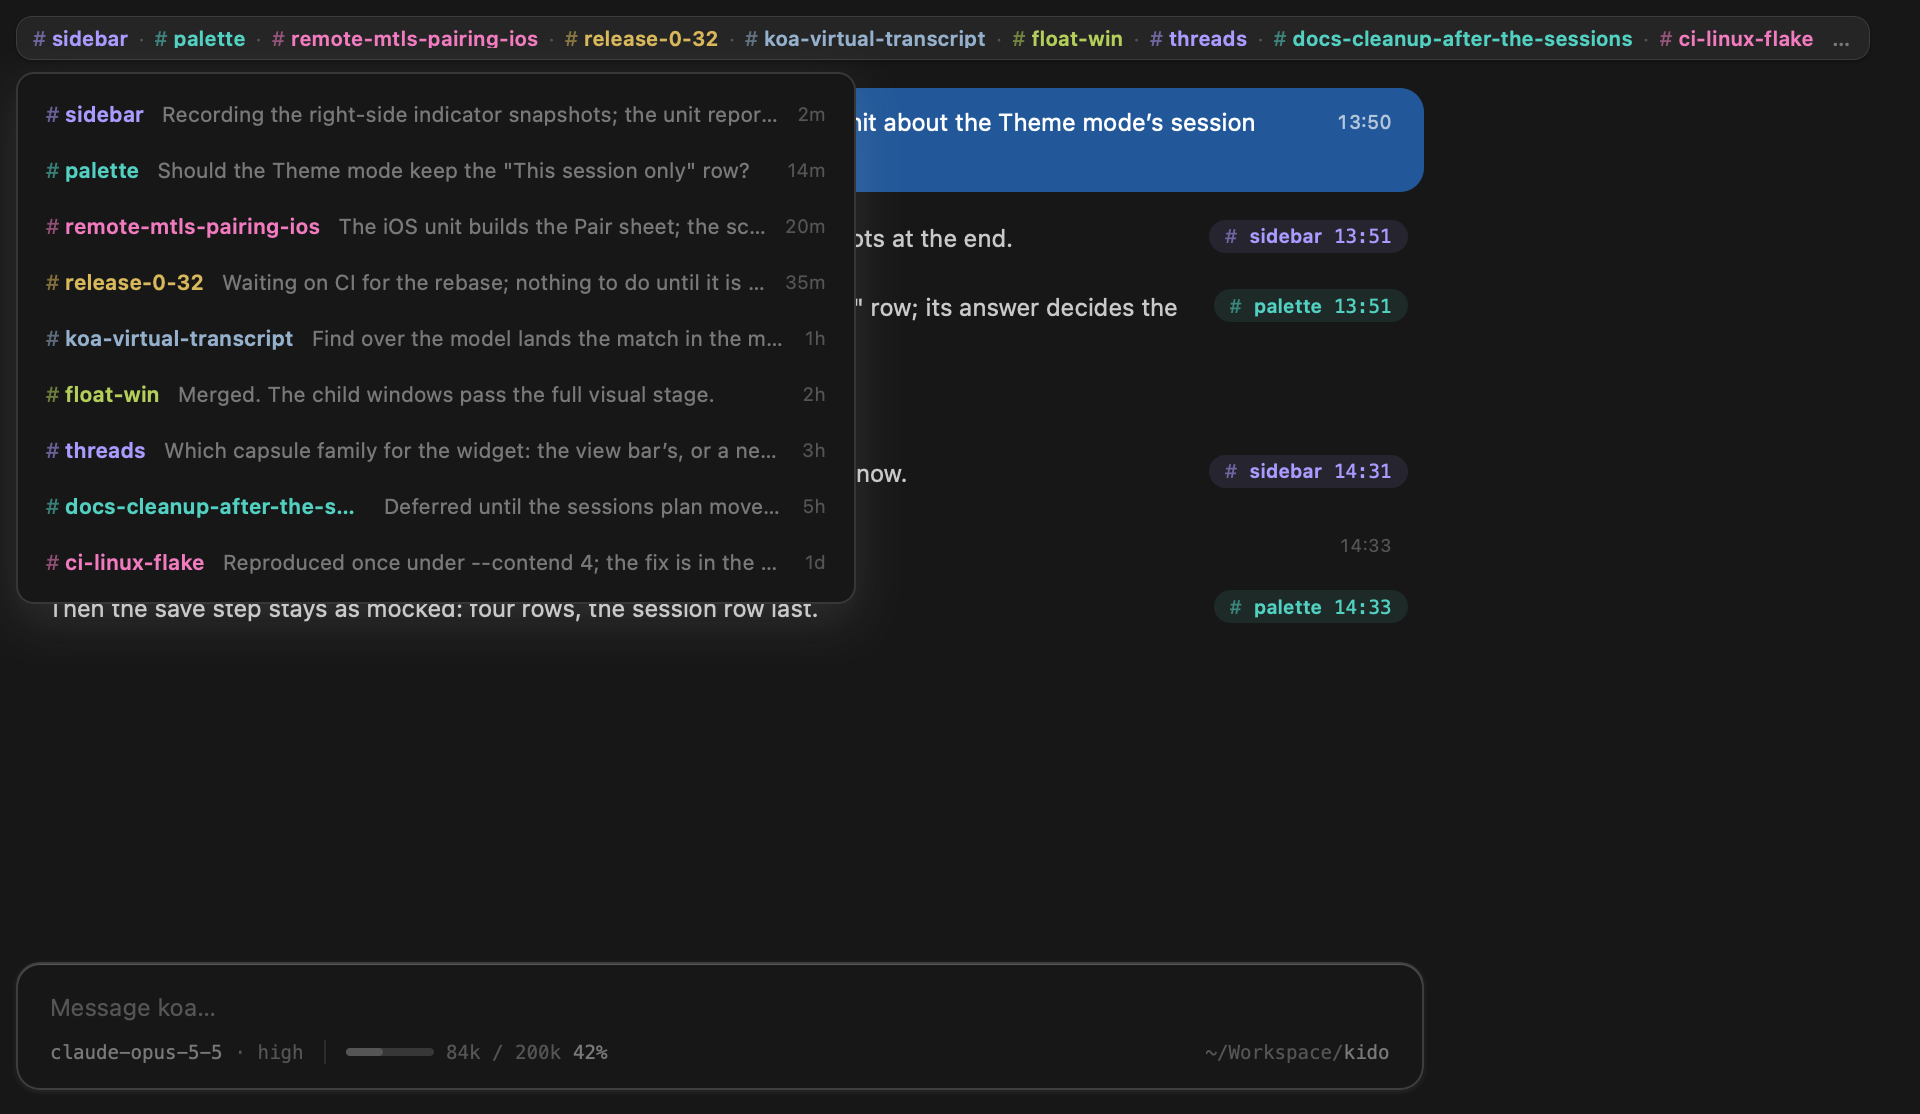 # sidebar · # palette · # remote-mtls-pairing-ios · # release-0-32 · # koa-virtual-transcript · # float-win · # threads · # docs-cleanup-after-the-sessions · # ci-linux-flake ...
# sidebar Recording the right-side indicator snapshots; the unit repor... 2m
about the Theme mode’s session 13:50
# palette Should the Theme mode keep the "This session only" row? 14m
# remote-mtls-pairing-ios The iOS unit builds the Pair sheet; the sc... 20m
at the end. # sidebar 13:51
# release-0-32 Waiting on CI for the rebase; nothing to do until it is ... 35m
" row; its answer decides the # palette 13:51
# koa-virtual-transcript Find over the model lands the match in the m... 1h
# float-win Merged. The child windows pass the full visual stage. 2h
# threads Which capsule family for the widget: the view bar’s, or a ne... 3h
now. # sidebar 14:31
# docs-cleanup-after-the-s... Deferred until the sessions plan move... 5h
14:33
# ci-linux-flake Reproduced once under --contend 4; the fix is in the ... 1d
Then the save step stays as mocked: four rows, the session row last. # palette 14:33
Message koa...
claude-opus-5-5 · high 84k / 200k 42% ~/Workspace/kido